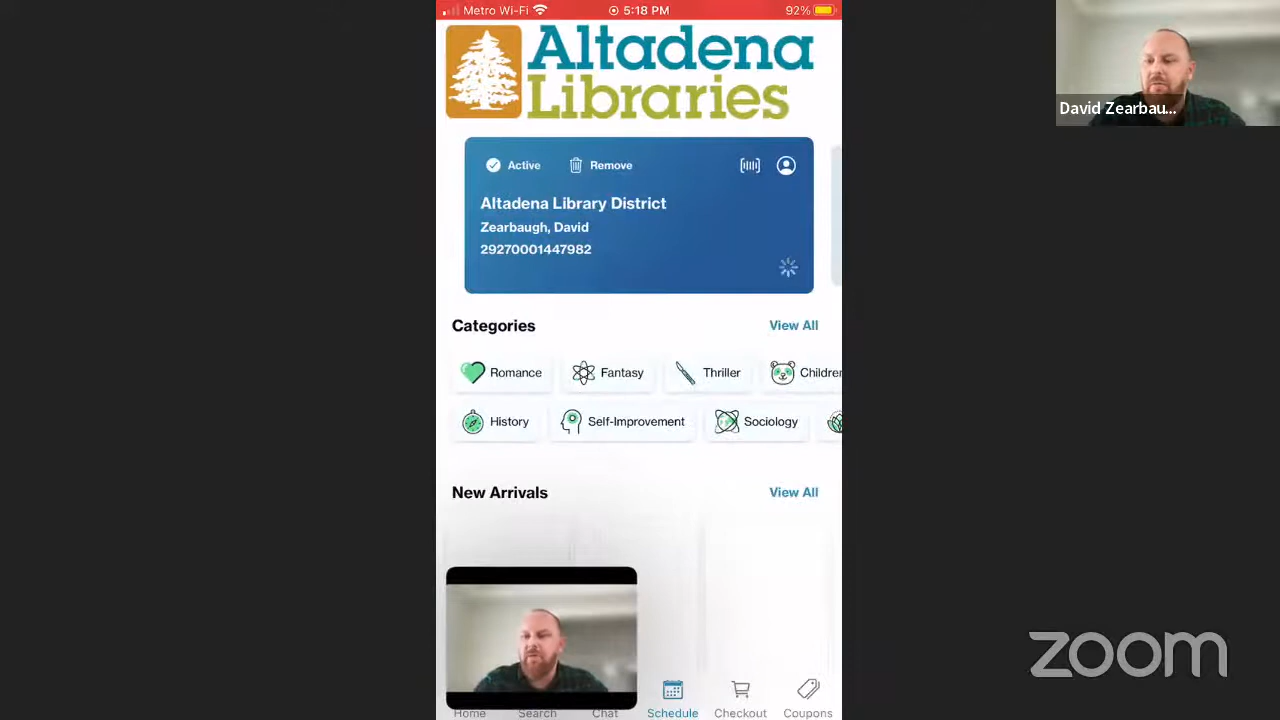 Metro Wi-Fi 5:18 PM 92%
Altadena
Libraries
Active Remove
Altadena Library District
Zearbaugh, David
29270001447982
Categories View All
Romance Fantasy Thriller Childre
History Self-Improvement Sociology
New Arrivals View All
Home Search Chat Schedule Checkout Coupons
David Zearbau...
zoom